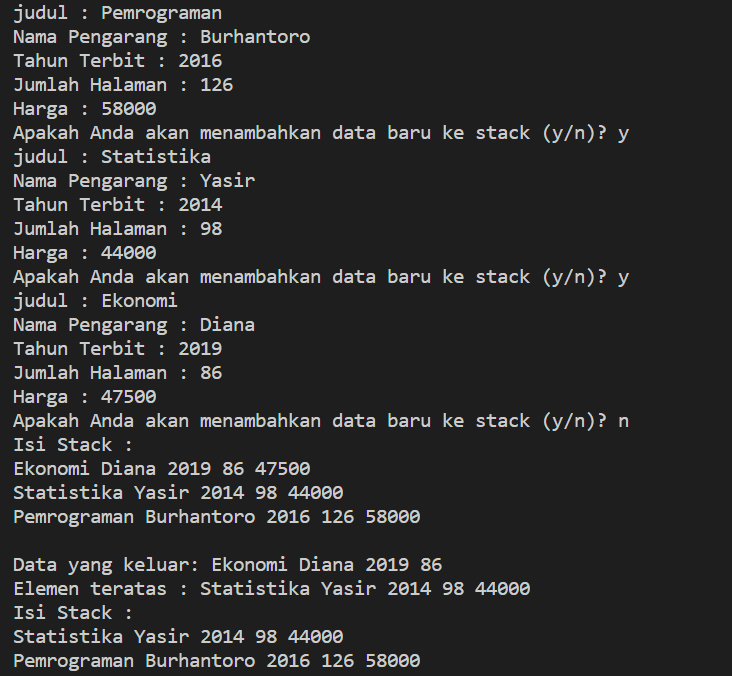 judul : Pemrograman
Nama Pengarang : Burhantoro
Tahun Terbit : 2016
Jumlah Halaman : 126
Harga : 58000
Apakah Anda akan menambahkan data baru ke stack (y/n)? y
judul : Statistika
Nama Pengarang : Yasir
Tahun Terbit : 2014
Jumlah Halaman : 98
Harga : 44000
Apakah Anda akan menambahkan data baru ke stack (y/n)? y
judul : Ekonomi
Nama Pengarang : Diana
Tahun Terbit : 2019
Jumlah Halaman : 86
Harga : 47500
Apakah Anda akan menambahkan data baru ke stack (y/n)? n
Isi Stack :
Ekonomi Diana 2019 86 47500
Statistika Yasir 2014 98 44000
Pemrograman Burhantoro 2016 126 58000

Data yang keluar: Ekonomi Diana 2019 86
Elemen teratas : Statistika Yasir 2014 98 44000
Isi Stack :
Statistika Yasir 2014 98 44000
Pemrograman Burhantoro 2016 126 58000